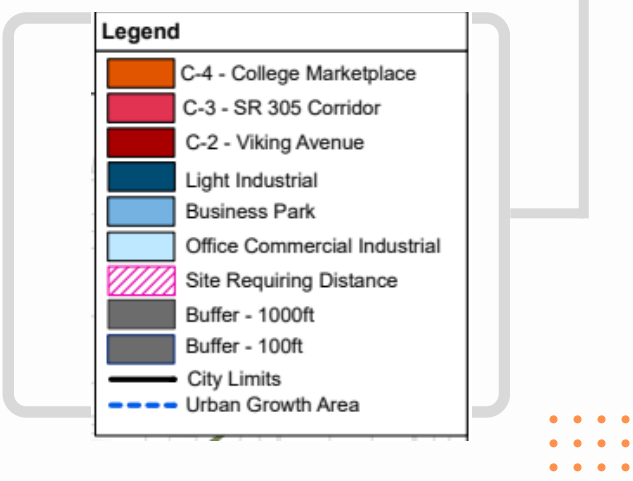 Legend
C-4 - College Marketplace
C-3 - SR 305 Corridor
C-2 - Viking Avenue
Light Industrial
Business Park
Office Commercial Industrial
Site Requiring Distance
Buffer - 1000ft
Buffer - 100ft
City Limits
Urban Growth Area